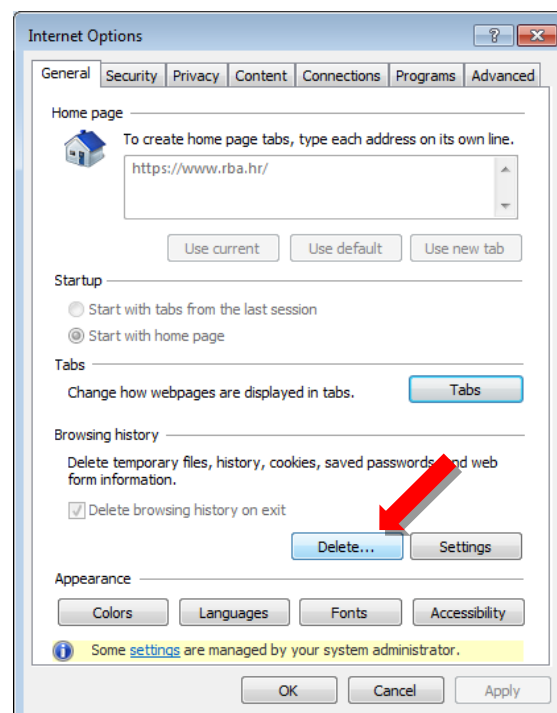 Internet Options
General Security Privacy Content Connections Programs Advanced
Home page
To create home page tabs, type each address on its own line.
https://www.rba.hr/
Use current Use default Use new tab
Startup
Start with tabs from the last session
Start with home page
Tabs
Change how webpages are displayed in tabs. Tabs
Browsing history
Delete temporary files, history, cookies, saved passwords, and web
form information.
Delete browsing history on exit
Delete... Settings
Appearance
Colors Languages Fonts Accessibility
Some settings are managed by your system administrator.
OK Cancel Apply